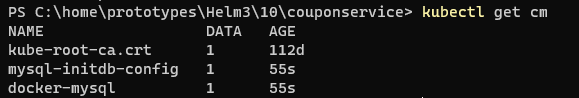 PS C:\home\prototypes\Helm3\10\couponservice> kubectl get cm
NAME DATA AGE
kube-root-ca.crt 1 112d
mysql-initdb-config 1 55s
docker-mysql 1 55s